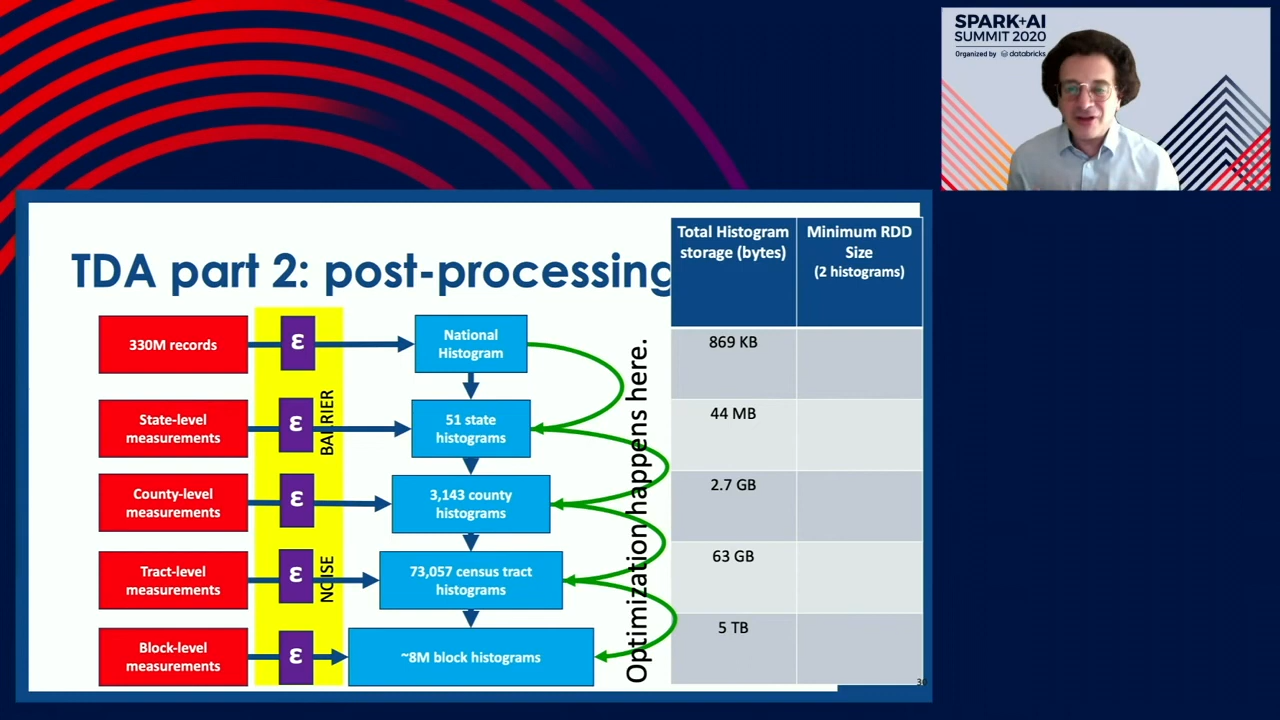 SPARK+AI
SUMMIT 2020
Organized by databricks
TDA part 2: post-processing
Total Histogram
storage (bytes)
Minimum RDD
Size
(2 histograms)
330M records
ε
National
Histogram
869 KB
State-level
measurements
ε
BARRIER
51 state
histograms
44 MB
County-level
measurements
ε
3,143 county
histograms
2.7 GB
Tract-level
measurements
ε
NOISE
73,057 census tract
histograms
63 GB
Block-level
measurements
ε
~8M block histograms
5 TB
Optimization happens here.
30